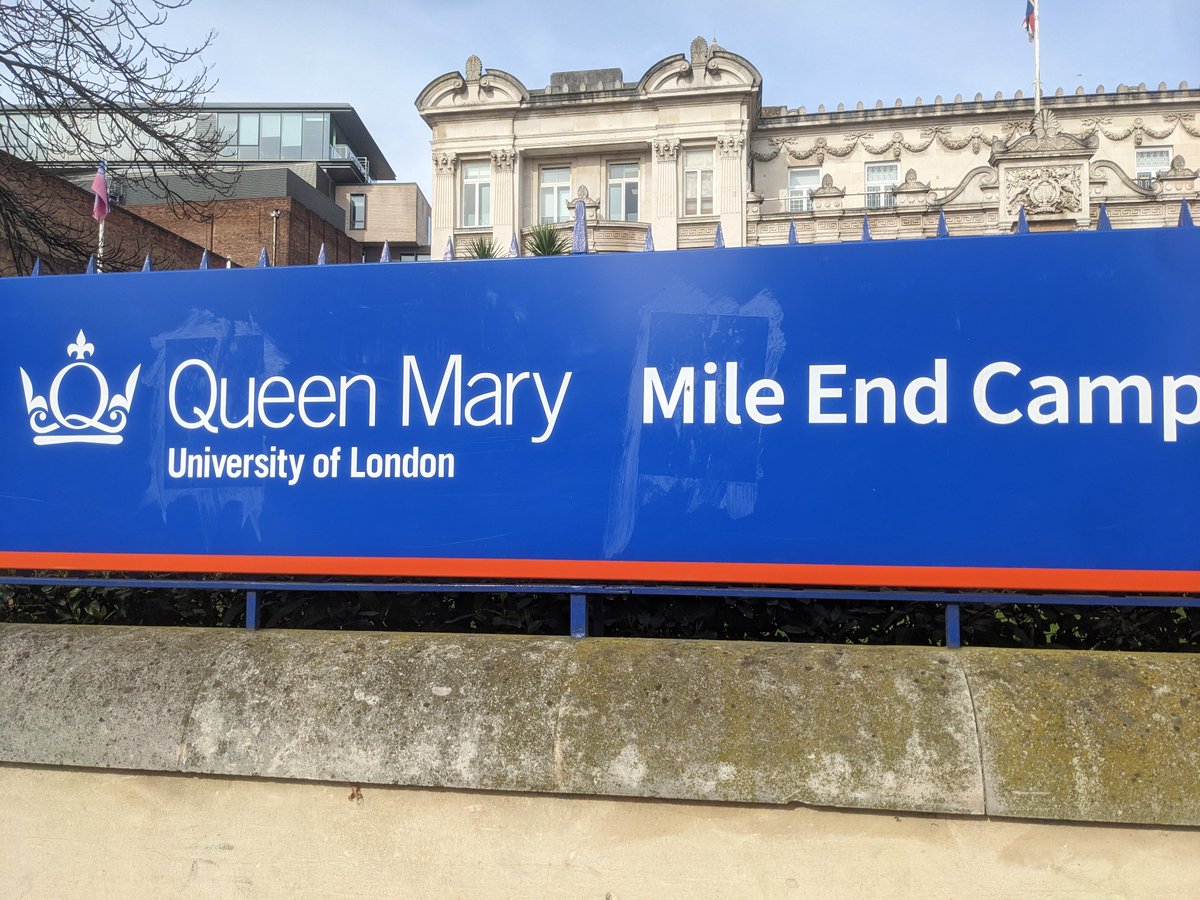 Queen Mary
University of London
Mile End Camp